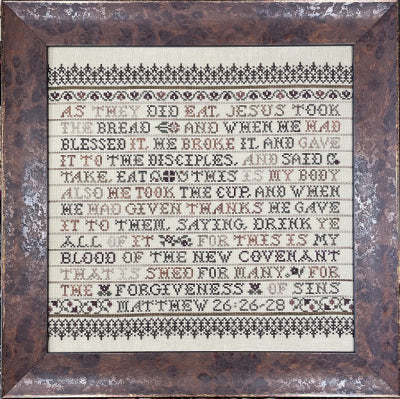 AS THEY DID EAT, JESUS TOOK
THE BREAD AND WHEN HE HAD
BLESSED IT, HE BROKE IT, AND GAVE
IT TO THE DISCIPLES, AND SAID
TAKE, EAT THIS IS MY BODY
ALSO HE TOOK THE CUP, AND WHEN
HE HAD GIVEN THANKS HE GAVE
IT TO THEM, SAYING, DRINK YE
ALL OF IT FOR THIS IS MY
BLOOD OF THE NEW COVENANT
THAT IS SHED FOR MANY, FOR
THE FORGIVENESS OF SINS
MATTHEW 26:26-28